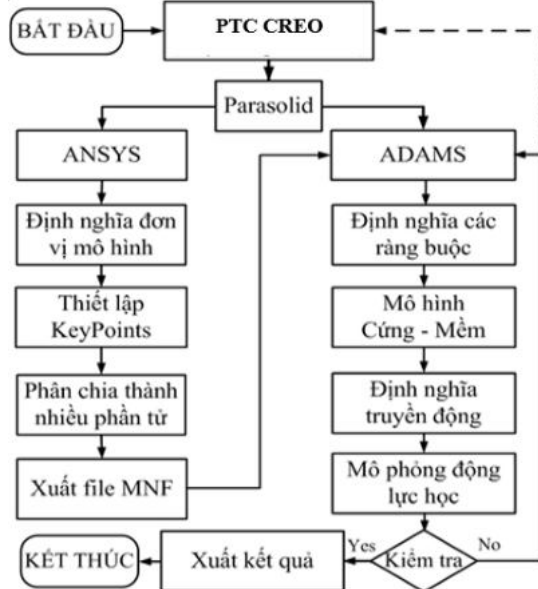 BẮT ĐẦU
PTC CREO
Parasolid
ANSYS
ADAMS
Định nghĩa đơn
vị mô hình
Định nghĩa các
ràng buộc
Thiết lập
KeyPoints
Mô hình
Cứng - Mềm
Phân chia thành
nhiều phần tử
Định nghĩa
truyền động
Xuất file MNF
Mô phỏng động
lực học
KẾT THÚC
Xuất kết quả
Yes
Kiểm tra
No